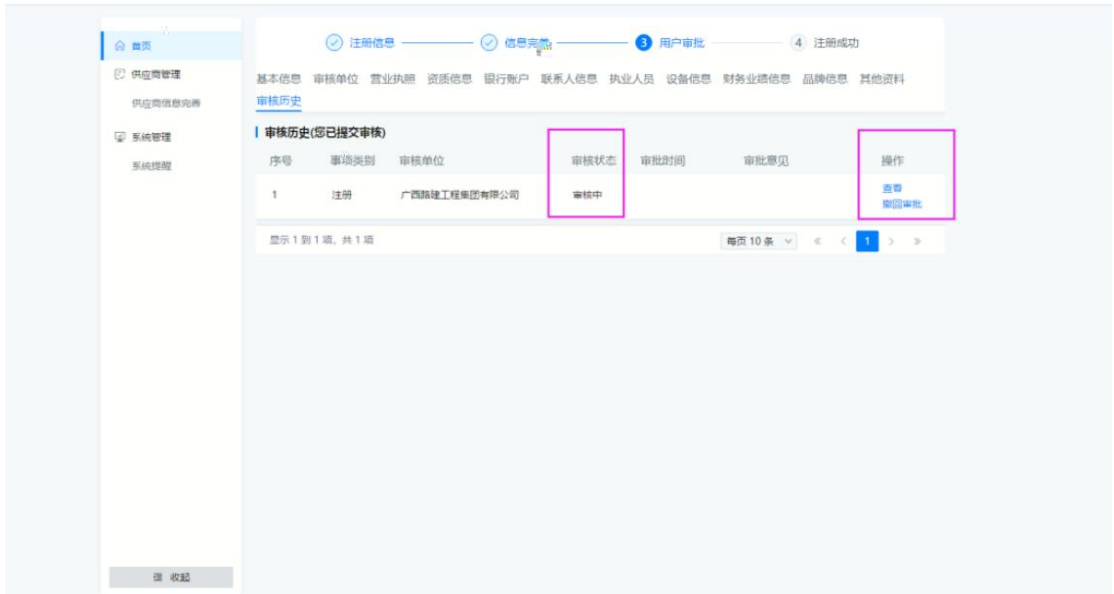 首页
供应商管理
供应商信息完善
系统管理
系统提醒
收起
注册信息 信息完善 3 用户审批 4 注册成功
基本信息 审核单位 营业执照 资质信息 银行账户 联系人信息 执业人员 设备信息 财务业绩信息 品牌信息 其他资料
审核历史
审核历史(您已提交审核)
序号 事项类别 审核单位 审核状态 审批时间 审批意见 操作
1 注册 广西路建工程集团有限公司 审核中 查看
撤回审批
显示 1 到 1 项, 共 1 项 每页 10 条 « < 1 > »